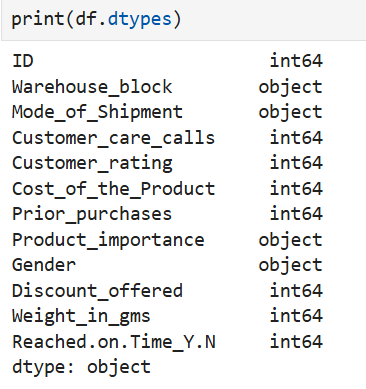 print(df.dtypes)
ID int64
Warehouse_block object
Mode_of_Shipment object
Customer_care_calls int64
Customer_rating int64
Cost_of_the_Product int64
Prior_purchases int64
Product_importance object
Gender object
Discount_offered int64
Weight_in_gms int64
Reached.on.Time_Y.N int64
dtype: object